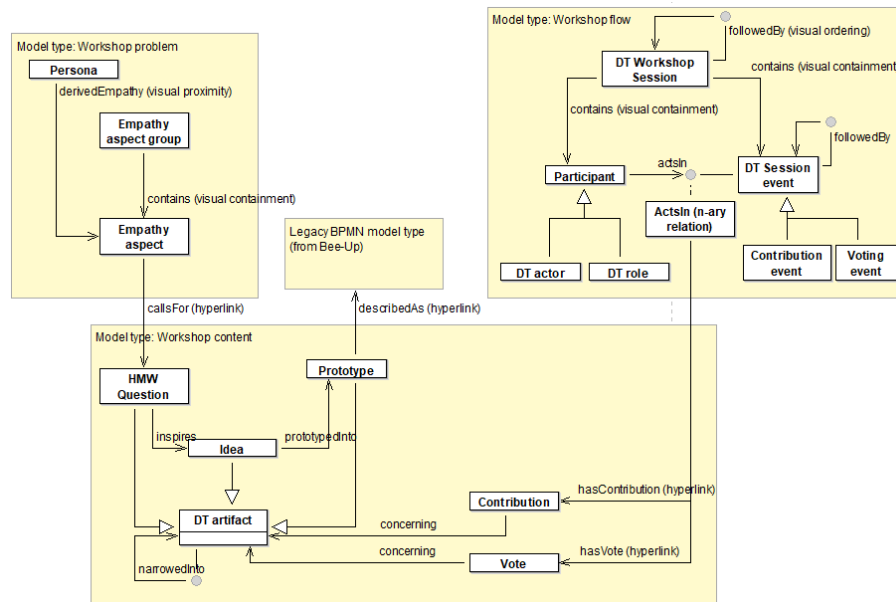 Model type: Workshop problem
Persona
derivedEmpathy (visual proximity)
Empathy
aspect group
contains (visual containment)
Empathy
aspect
callsFor (hyperlink)
Legacy BPMN model type
(from Bee-Up)
describedAs (hyperlink)
Model type: Workshop flow
followedBy (visual ordering)
DT Workshop
Session
contains (visual containment)
contains (visual containment)
followedBy
actsIn
Participant
DT Session
event
ActsIn (n-ary
relation)
DT actor
DT role
Contribution
event
Voting
event
Model type: Workshop content
HMW
Question
Prototype
inspires
Idea
prototypedInto
DT artifact
Contribution
hasContribution (hyperlink)
concerning
concerning
Vote
hasVote (hyperlink)
narrowedInto